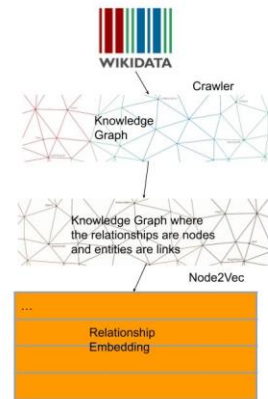 WIKIDATA
Crawler
Knowledge
Graph
Knowledge Graph where
the relationships are nodes
and entities are links
Node2Vec
...
Relationship
Embedding